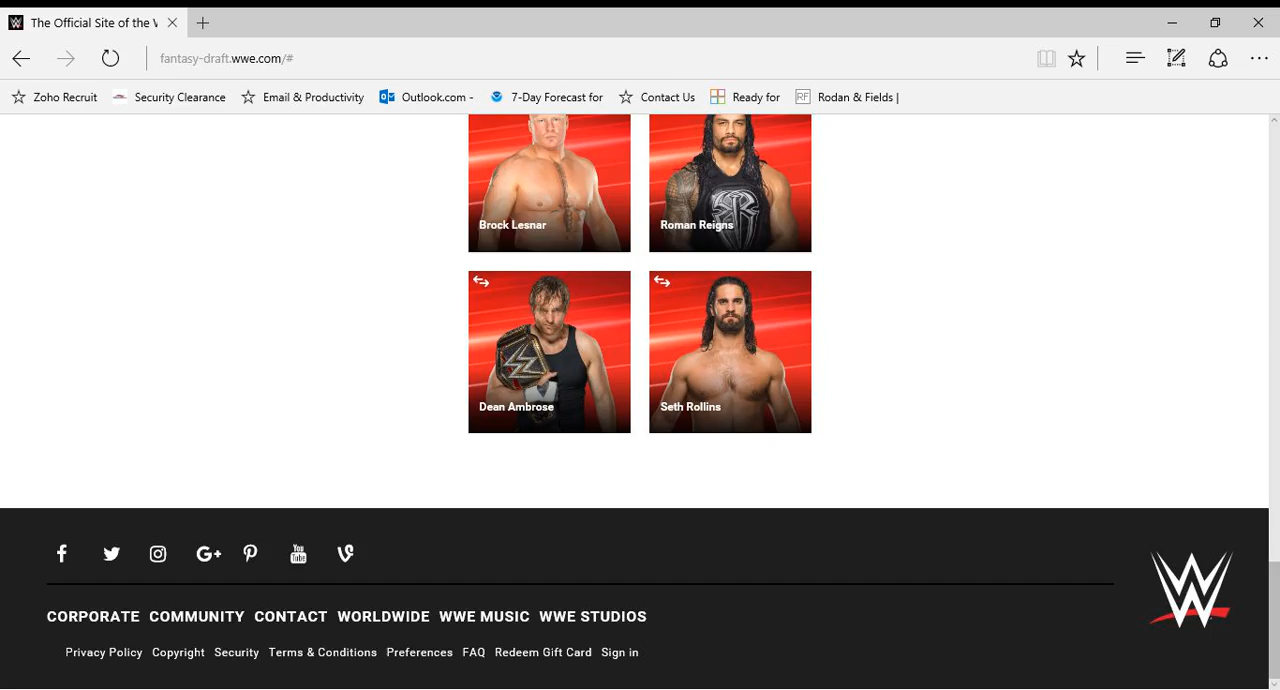 The Official Site of the W
fantasy-draft.wwe.com/#
Zoho Recruit Security Clearance Email & Productivity Outlook.com - 7-Day Forecast for Contact Us Ready for RF Rodan & Fields |
Brock Lesnar Roman Reigns
Dean Ambrose Seth Rollins
CORPORATE COMMUNITY CONTACT WORLDWIDE WWE MUSIC WWE STUDIOS
Privacy Policy Copyright Security Terms & Conditions Preferences FAQ Redeem Gift Card Sign in